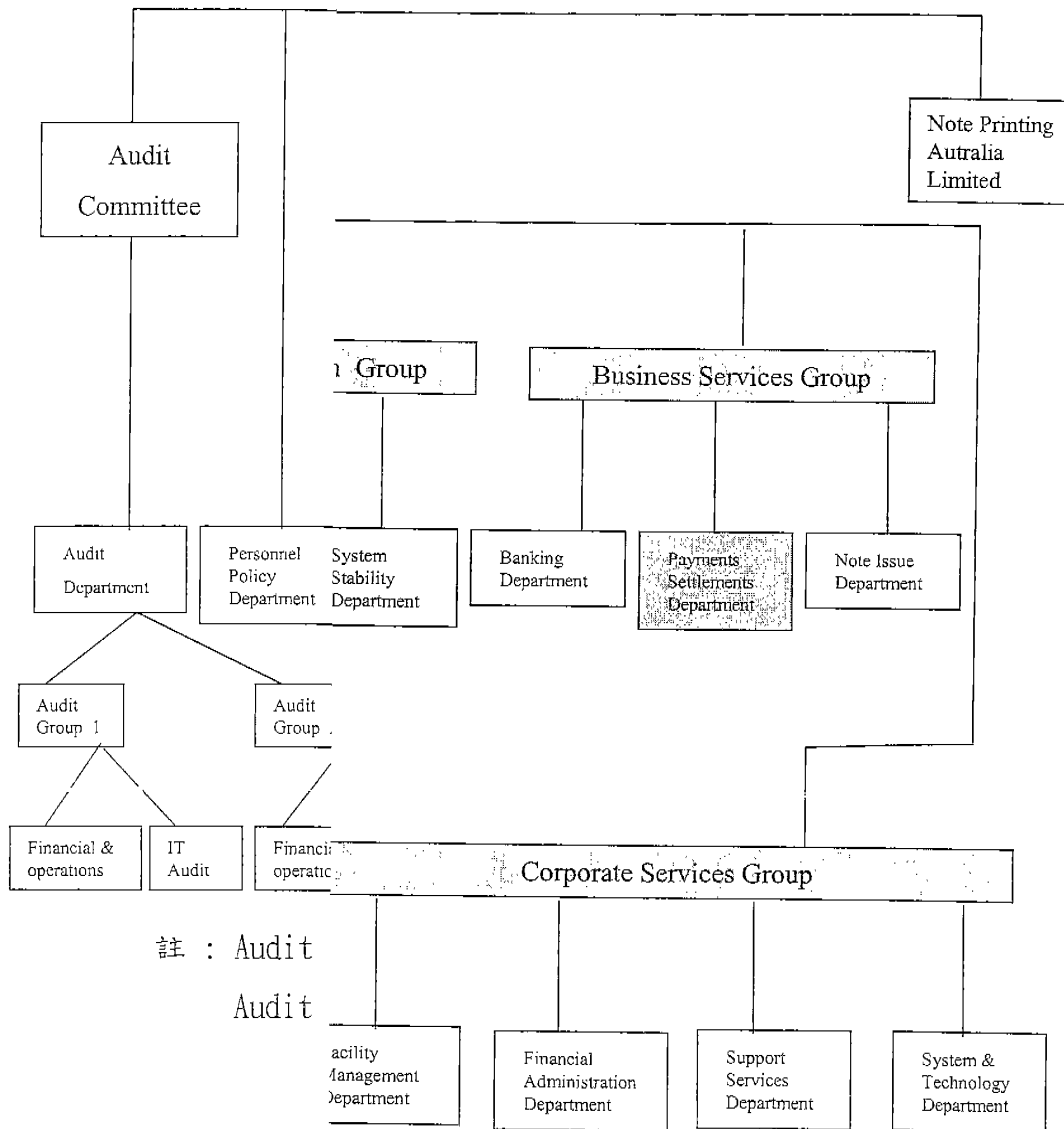 Audit
Committee
Note Printing
Autralia
Limited
Group
Business Services Group
Audit
Department
Personnel
Policy
Department
System
Stability
Department
Banking
Department
Payments
Settlements
Department
Note Issue
Department
Audit
Group 1
Audit
Group
Financial &
operations
IT
Audit
Corporate Services Group
註 : Audit
Audit
Financial
Administration
Department
Support
Services
Department
System &
Technology
Department